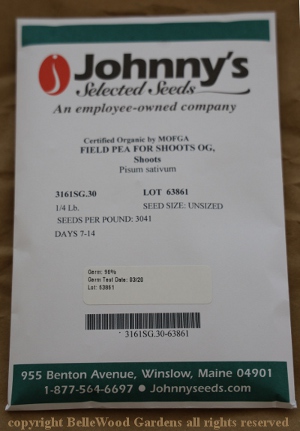 Johnny's
Selected Seeds
An employee-owned company
Certified Organic by MOFGA
FIELD PEA FOR SHOOTS OG,
Shoots
Pisum sativum
3161SG.30 LOT 63861
1/4 Lb. SEED SIZE: UNSIZED
SEEDS PER POUND: 3041
DAYS 7-14
Germ: 96%
Germ Test Date: 03/20
Lot: 63861
3161SG.30-63861
955 Benton Avenue, Winslow, Maine 04901
1-877-564-6697 • Johnnyseeds.com
copyright BelleWood Gardens all rights reserved